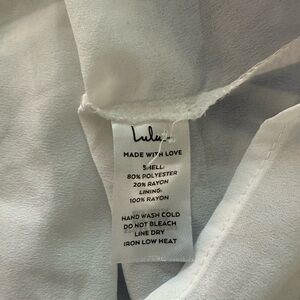 Lulus
MADE WITH LOVE
SHELL:
80% POLYESTER
20% RAYON
LINING:
100% RAYON
HAND WASH COLD
DO NOT BLEACH
LINE DRY
IRON LOW HEAT